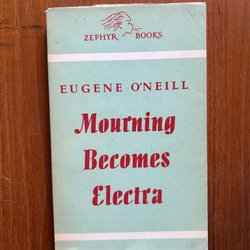 ZEPHYR BOOKS
EUGENE O'NEILL
Mourning
Becomes
Electra